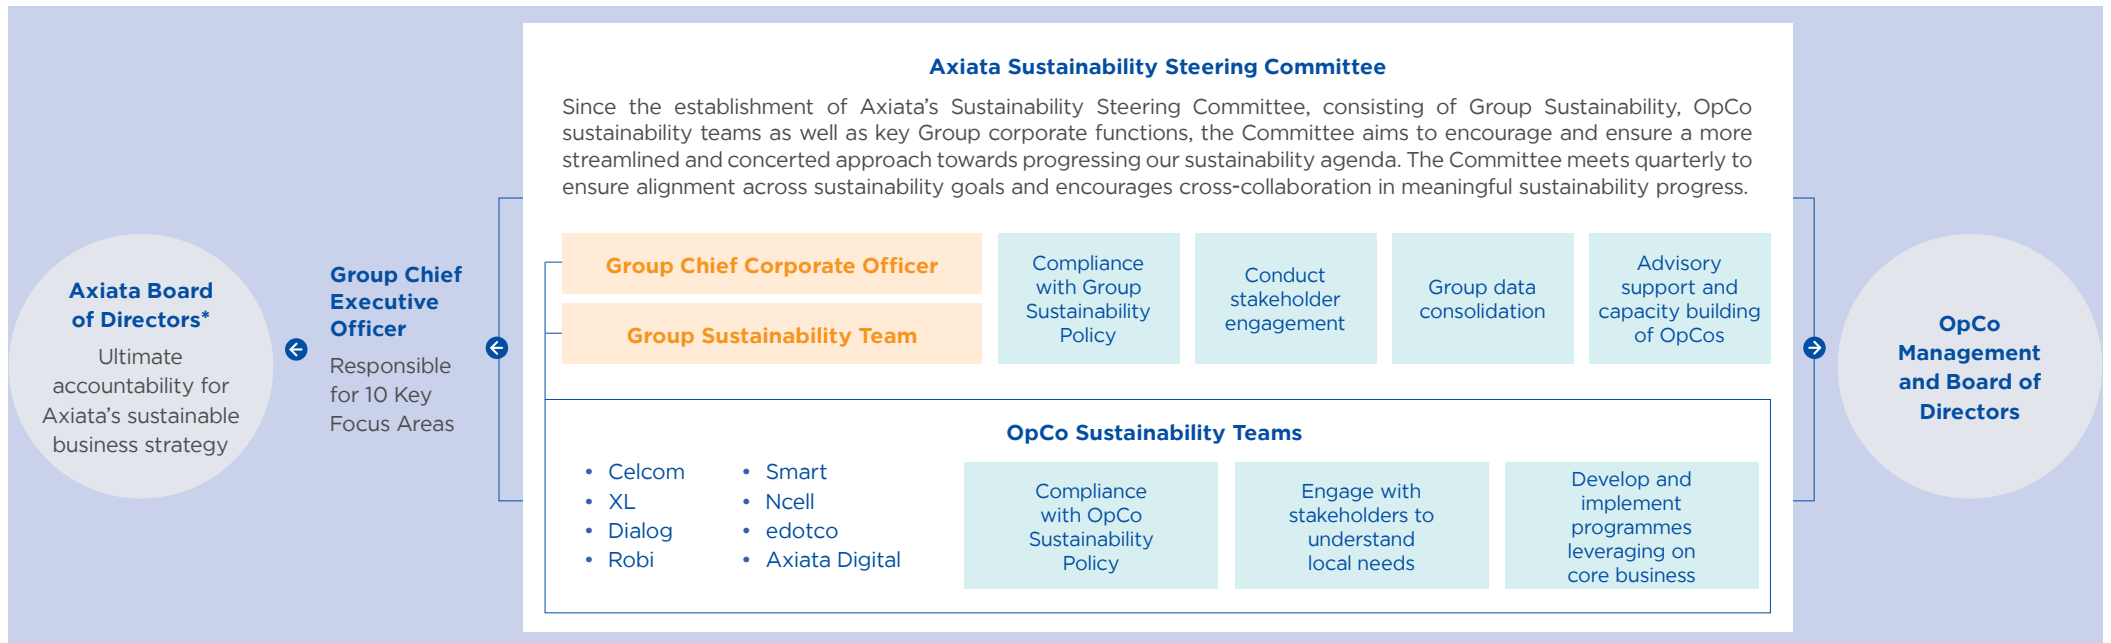 Axiata Sustainability Steering Committee
Since the establishment of Axiata's Sustainability Steering Committee, consisting of Group Sustainability, OpCo
sustainability teams as well as key Group corporate functions, the Committee aims to encourage and ensure a more
streamlined and concerted approach towards progressing our sustainability agenda. The Committee meets quarterly to
ensure alignment across sustainability goals and encourages cross-collaboration in meaningful sustainability progress.
Axiata Board
of Directors*
Ultimate
accountability for
Axiata's sustainable
business strategy
Group Chief
Executive
Officer
Responsible
for 10 Key
Focus Areas
Group Chief Corporate Officer
Group Sustainability Team
Compliance
with Group
Sustainability
Policy
Conduct
stakeholder
engagement
Group data
consolidation
Advisory
support and
capacity building
of OpCos
OpCo Sustainability Teams
• Celcom
• XL
• Dialog
• Robi
• Smart
• Ncell
• edotco
• Axiata Digital
Compliance
with OpCo
Sustainability
Policy
Engage with
stakeholders to
understand
local needs
Develop and
implement
programmes
leveraging on
core business
OpCo
Management
and Board of
Directors